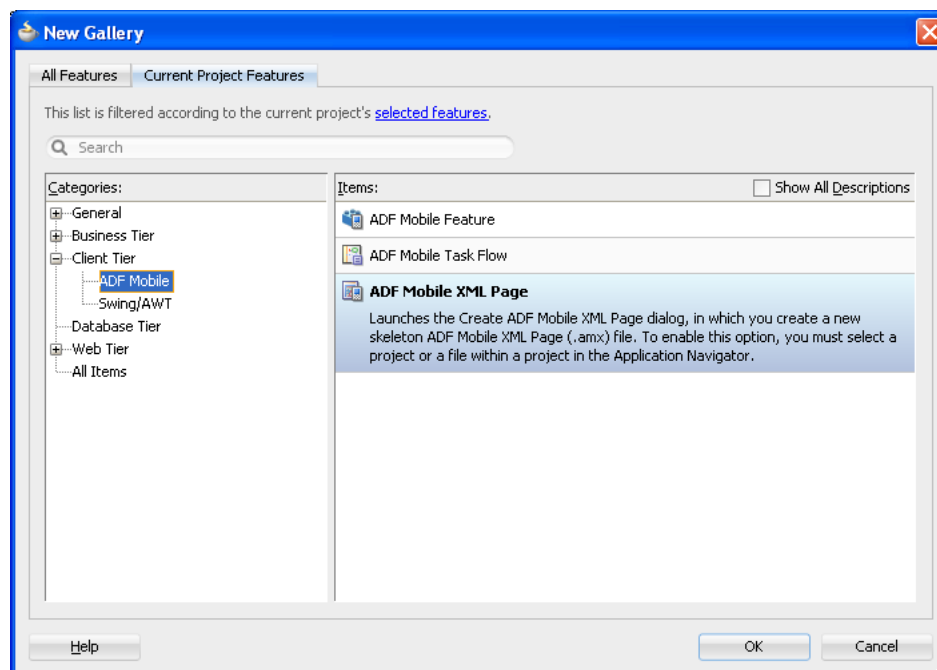 New Gallery
All Features
Current Project Features
This list is filtered according to the current project's selected features.
Search
Categories:
General
Business Tier
Client Tier
ADF Mobile
Swing/AWT
Database Tier
Web Tier
All Items
Items:
Show All Descriptions
ADF Mobile Feature
ADF Mobile Task Flow
ADF Mobile XML Page
Launches the Create ADF Mobile XML Page dialog, in which you create a new
skeleton ADF Mobile XML Page (.amx) file. To enable this option, you must select a
project or a file within a project in the Application Navigator.
Help
OK
Cancel